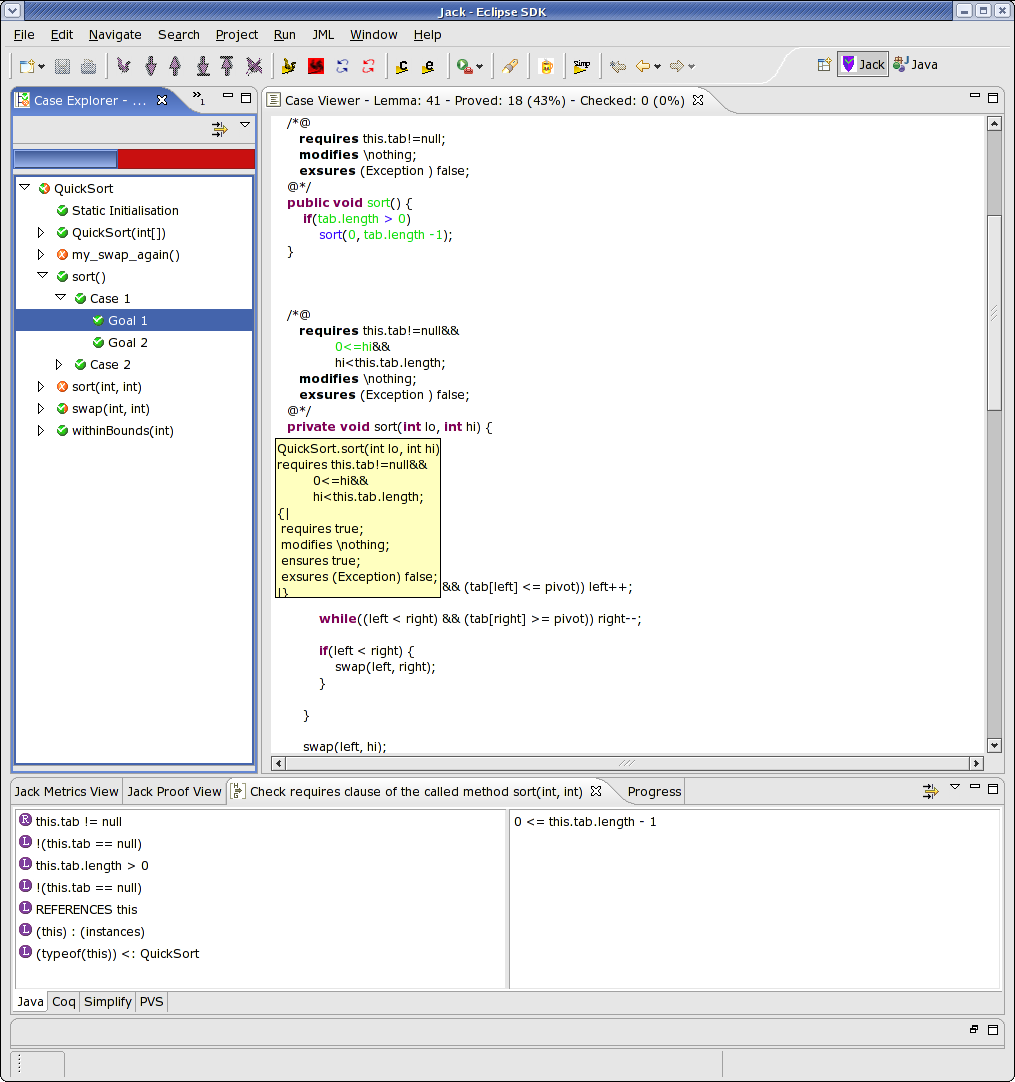 Jack - Eclipse SDK
File Edit Navigate Search Project Run JML Window Help
Simp
Jack Java
Case Explorer - ...
1
Case Viewer - Lemma: 41 - Proved: 18 (43%) - Checked: 0 (0%)
QuickSort
Static Initialisation
QuickSort(int[])
my_swap_again()
sort()
Case 1
Goal 1
Goal 2
Case 2
sort(int, int)
swap(int, int)
withinBounds(int)
/*@
requires this.tab!=null;
modifies \nothing;
exsures (Exception ) false;
@*/
public void sort() {
if(tab.length > 0)
sort(0, tab.length -1);
}
/*@
requires this.tab!=null&&
0<=hi&&
hi<this.tab.length;
modifies \nothing;
exsures (Exception ) false;
@*/
private void sort(int lo, int hi) {
QuickSort.sort(int lo, int hi)
requires this.tab!=null&&
0<=hi&&
hi<this.tab.length;
{|
requires true;
modifies \nothing;
ensures true;
exsures (Exception) false;
|}
&& (tab[left] <= pivot)) left++;
while((left < right) && (tab[right] >= pivot)) right--;
if(left < right) {
swap(left, right);
}
}
swap(left, hi);
Jack Metrics View Jack Proof View Check requires clause of the called method sort(int, int) Progress
R this.tab != null
L !(this.tab == null)
L this.tab.length > 0
L !(this.tab == null)
L REFERENCES this
L (this) : (instances)
L (typeof(this)) <: QuickSort
0 <= this.tab.length - 1
Java Coq Simplify PVS